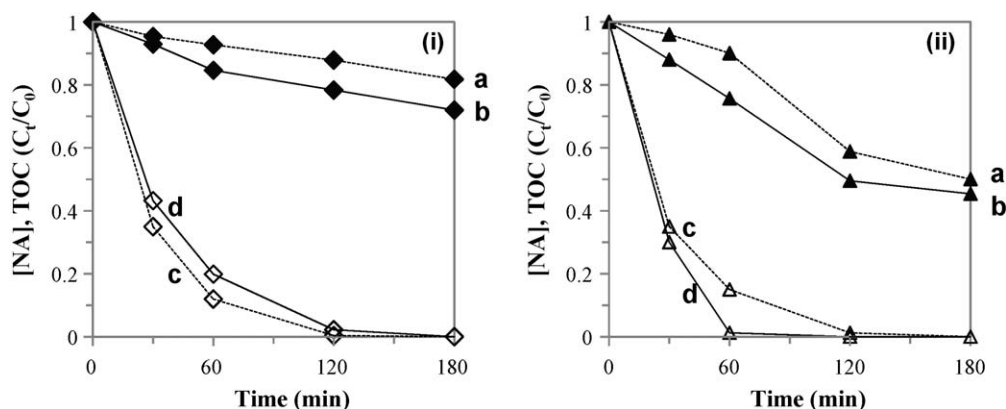 (i)
[NA], TOC (Ct/C0)
1
0.8
0.6
0.4
0.2
0
a
b
d
c
0 60 120 180
Time (min)
(ii)
[NA], TOC (Ct/C0)
1
0.8
0.6
0.4
0.2
0
a
b
c
d
0 60 120 180
Time (min)